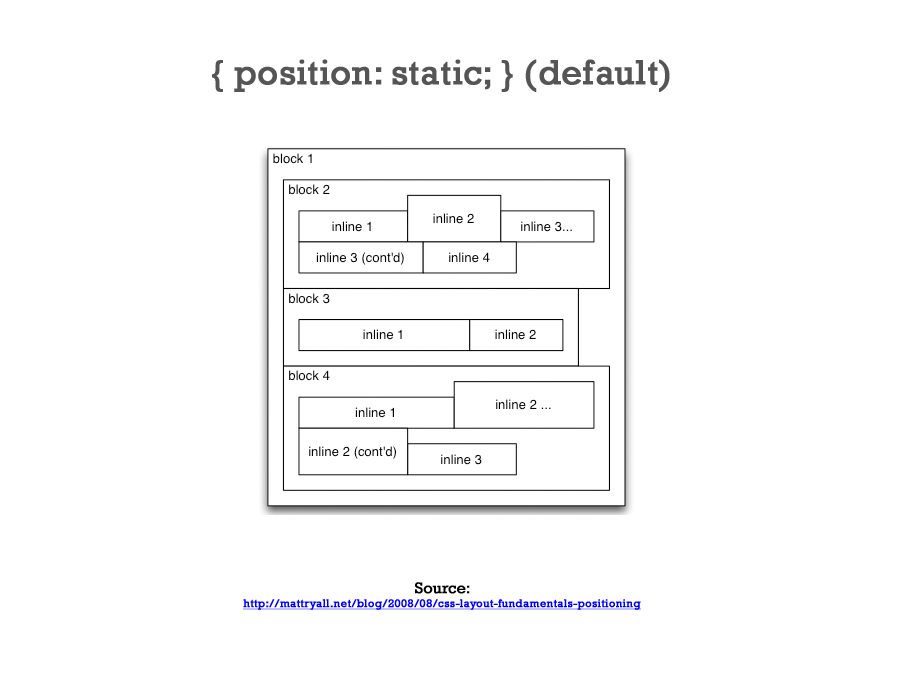 { position: static; } (default)
block 1
block 2
inline 1
inline 2
inline 3...
inline 3 (cont'd)
inline 4
block 3
inline 1
inline 2
block 4
inline 1
inline 2 ...
inline 2 (cont'd)
inline 3
Source:
http://mattryall.net/blog/2008/08/css-layout-fundamentals-positioning